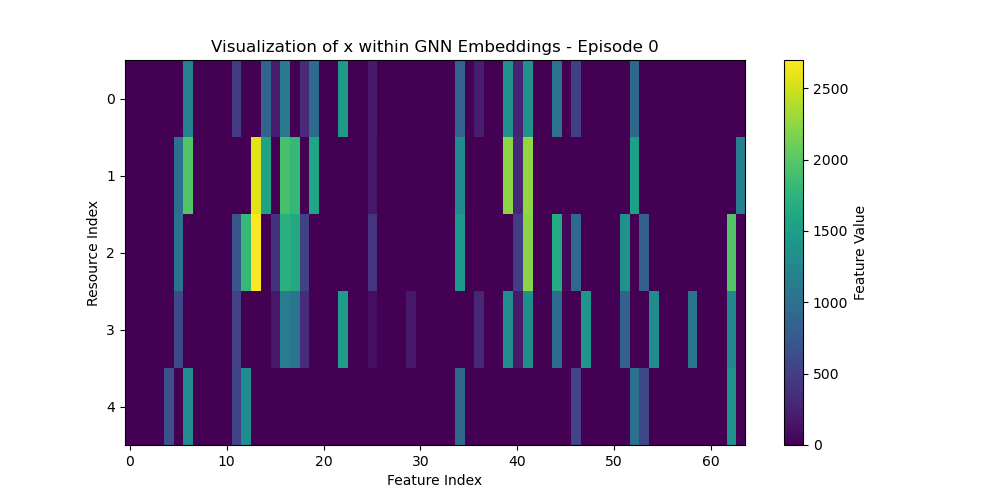 Visualization of x within GNN Embeddings - Episode 0
Resource Index
0
1
2
3
4
0 10 20 30 40 50 60
Feature Index
2500
2000
1500
1000
500
0
Feature Value